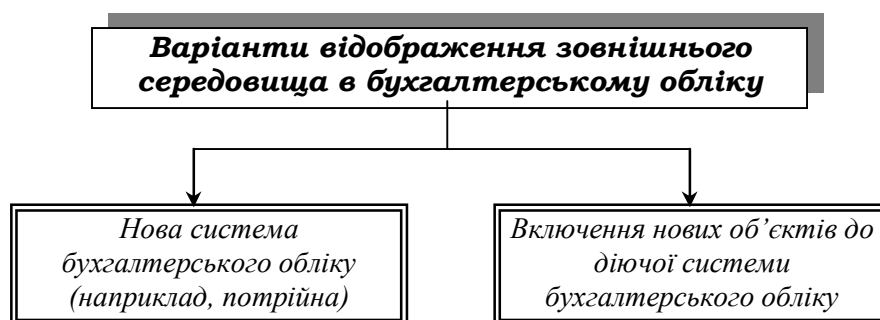 Варіанти відображення зовнішнього
середовища в бухгалтерському обліку
Нова система
бухгалтерського обліку
(наприклад, потрійна)
Включення нових об’єктів до
діючої системи
бухгалтерського обліку